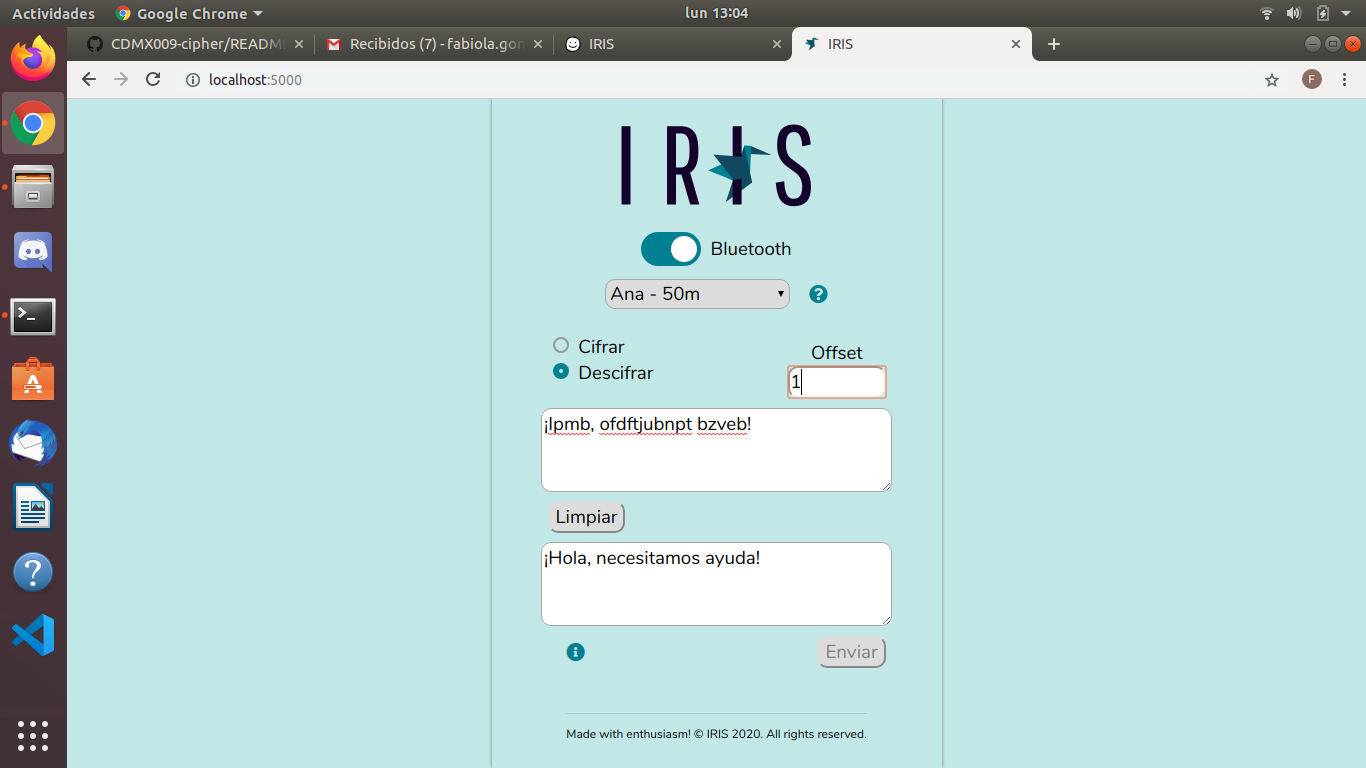 Actividades Google Chrome lun 13:04
CDMX009-cipher/READM Recibidos (7) - fabiola.gon IRIS IRIS
localhost:5000 F
IRIS
Bluetooth
Ana - 50m
Cifrar
Descifrar
Offset
1
¡Ipmb, ofdftjubnpt bzveb!
Limpiar
¡Hola, necesitamos ayuda!
Enviar
Made with enthusiasm! © IRIS 2020. All rights reserved.